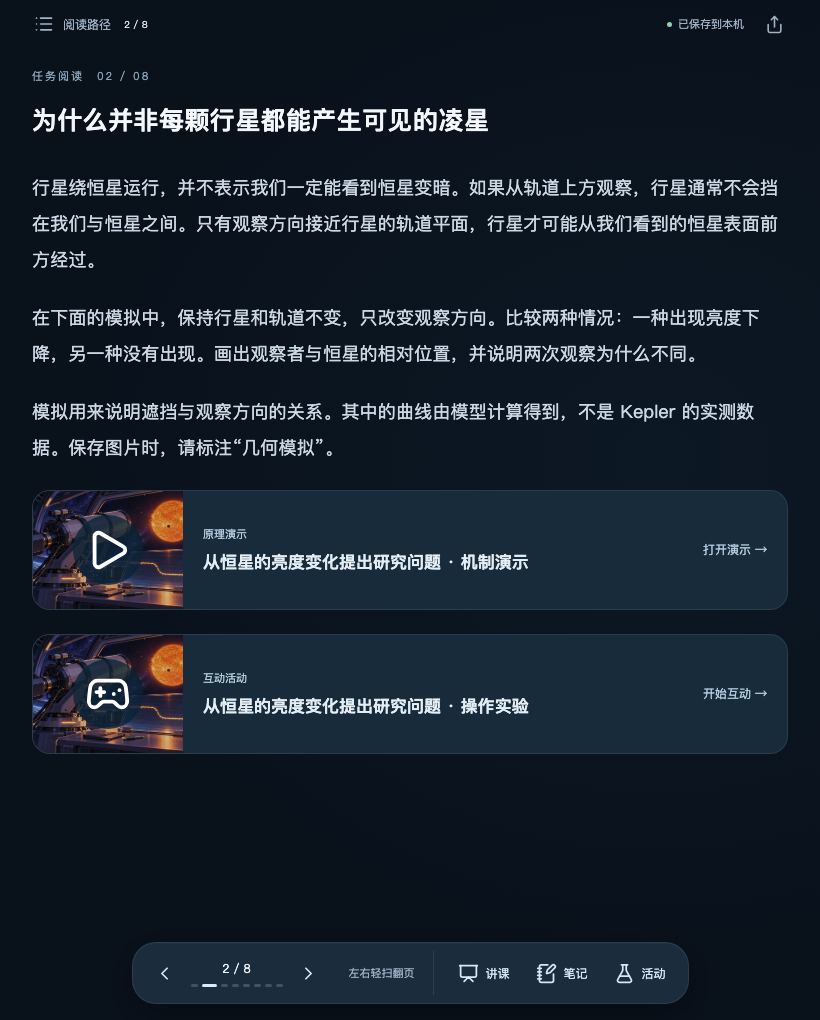 阅读路径 2 / 8
已保存到本机
任务阅读 02 / 08
为什么并非每颗行星都能产生可见的凌星
行星绕恒星运行，并不表示我们一定能看到恒星变暗。如果从轨道上方观察，行星通常不会挡
在我们与恒星之间。只有观察方向接近行星的轨道平面，行星才可能从我们看到的恒星表面前
方经过。
在下面的模拟中，保持行星和轨道不变，只改变观察方向。比较两种情况：一种出现亮度下
降，另一种没有出现。画出观察者与恒星的相对位置，并说明两次观察为什么不同。
模拟用来说明遮挡与观察方向的关系。其中的曲线由模型计算得到，不是 Kepler 的实测数
据。保存图片时，请标注“几何模拟”。
原理演示
从恒星的亮度变化提出研究问题 · 机制演示
打开演示 →
互动活动
从恒星的亮度变化提出研究问题 · 操作实验
开始互动 →
2 / 8
左右轻扫翻页
讲课
笔记
活动